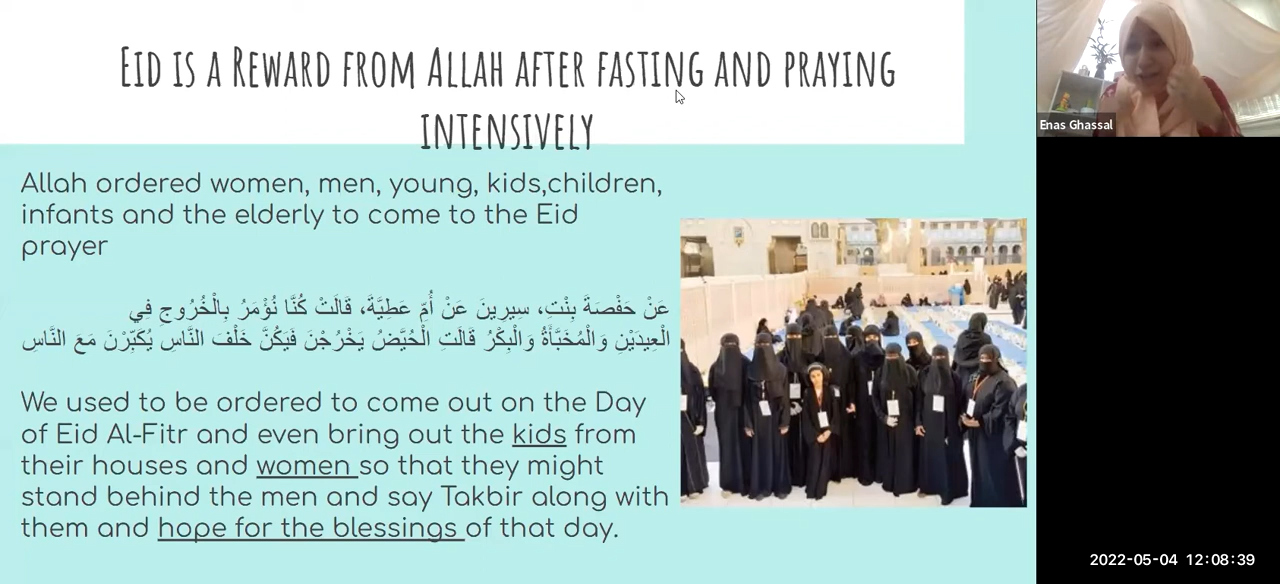 EID IS A REWARD FROM ALLAH AFTER FASTING AND PRAYING
INTENSIVELY
Allah ordered women, men, young, kids,children,
infants and the elderly to come to the Eid
prayer
عَنْ حَفْصَةَ بِنْتِ، سِيرِينَ عَنْ أُمِّ عَطِيَّةَ، قَالَتْ كُنَّا نُؤْمَرُ بِالْخُرُوجِ فِي
الْعِيدَيْنِ وَالْمُخَبَّأَةُ وَالْبِكْرُ قَالَتِ الْحُيَّضُ يَخْرُجْنَ فَيَكُنَّ خَلْفَ النَّاسِ يُكَبِّرْنَ مَعَ النَّاسِ
We used to be ordered to come out on the Day
of Eid Al-Fitr and even bring out the kids from
their houses and women so that they might
stand behind the men and say Takbir along with
them and hope for the blessings of that day.
Enas Ghassal
2022-05-04 12:08:39